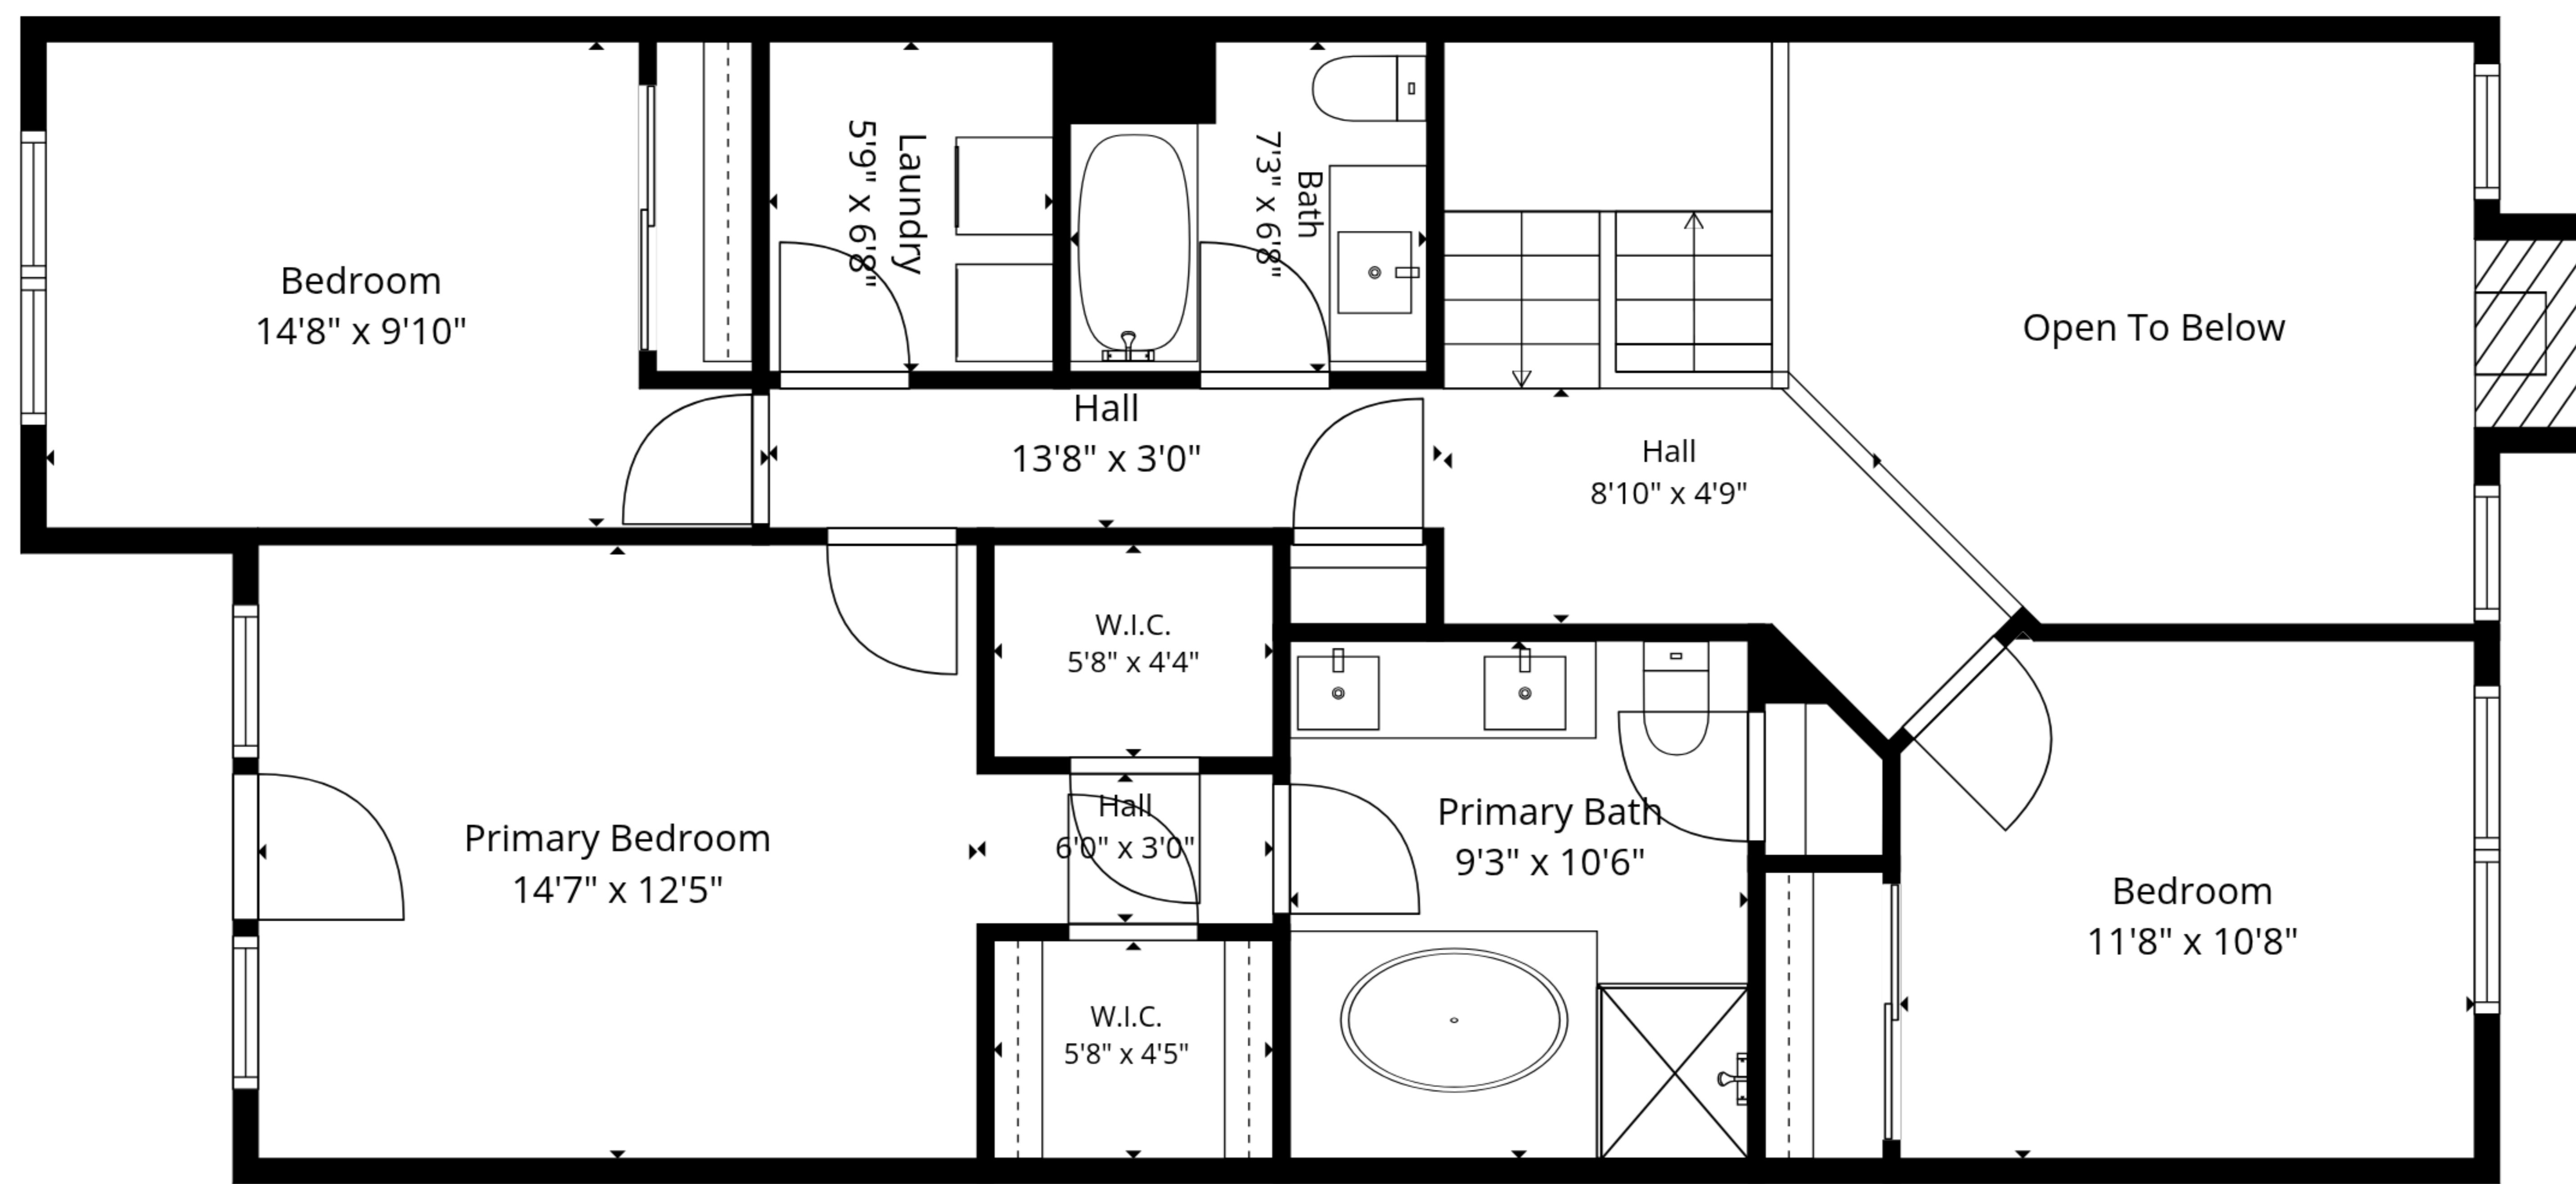 Bedroom
14'8" x 9'10"
Laundry
5'9" x 6'8"
Bath
7'3" x 6'8"
Hall
13'8" x 3'0"
Hall
8'10" x 4'9"
Open To Below
W.I.C.
5'8" x 4'4"
Primary Bedroom
14'7" x 12'5"
Hall
6'0" x 3'0"
Primary Bath
9'3" x 10'6"
Bedroom
11'8" x 10'8"
W.I.C.
5'8" x 4'5"